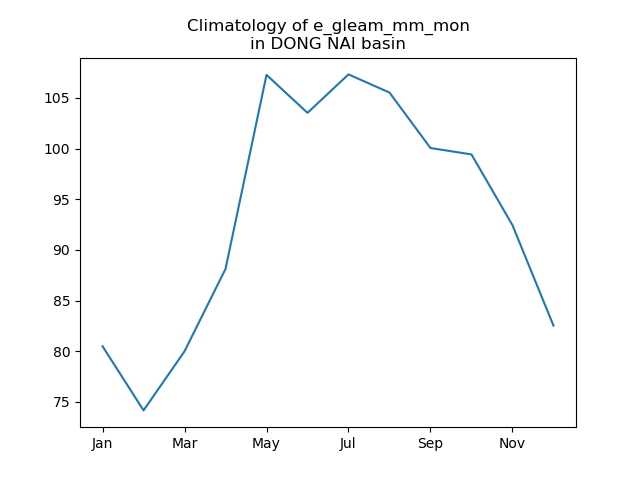 Climatology of e_gleam_mm_mon
in DONG NAI basin
105
100
95
90
85
80
75
Jan
Mar
May
Jul
Sep
Nov